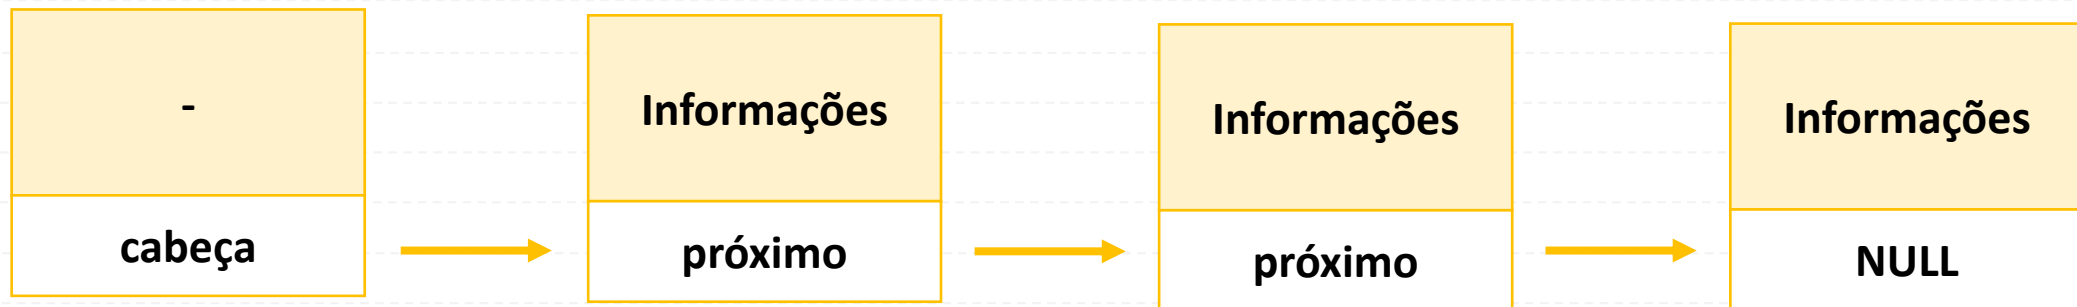 -
cabeça
Informações
próximo
Informações
próximo
Informações
NULL